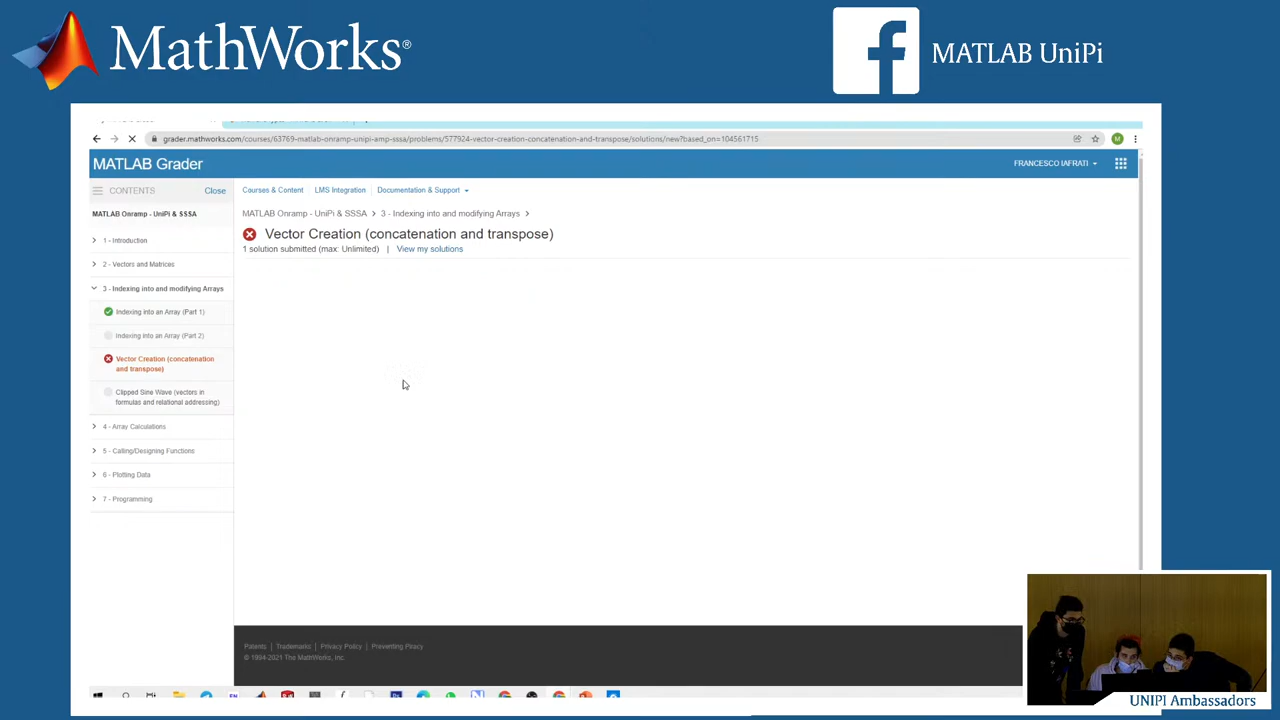 MathWorks®
MATLAB UniPi
grader.mathworks.com/courses/63769-matlab-onramp-unipi-amp-sssa/problems/577924-vector-creation-concatenation-and-transpose/solutions/new?based_on=104561715
M
MATLAB Grader
FRANCESCO IAFRATI
CONTENTS
Close
MATLAB Onramp - UniPi & SSSA
1 - Introduction
2 - Vectors and Matrices
3 - Indexing into and modifying Arrays
Indexing into an Array (Part 1)
Indexing into an Array (Part 2)
Vector Creation (concatenation
and transpose)
Clipped Sine Wave (vectors in
formulas and relational addressing)
4 - Array Calculations
5 - Calling/Designing Functions
6 - Plotting Data
7 - Programming
Courses & Content LMS Integration Documentation & Support
MATLAB Onramp - UniPi & SSSA > 3 - Indexing into and modifying Arrays >
Vector Creation (concatenation and transpose)
1 solution submitted (max: Unlimited) | View my solutions
Patents | Trademarks | Privacy Policy | Preventing Piracy
© 1994-2021 The MathWorks, Inc.
EN
UNIPI Ambassadors